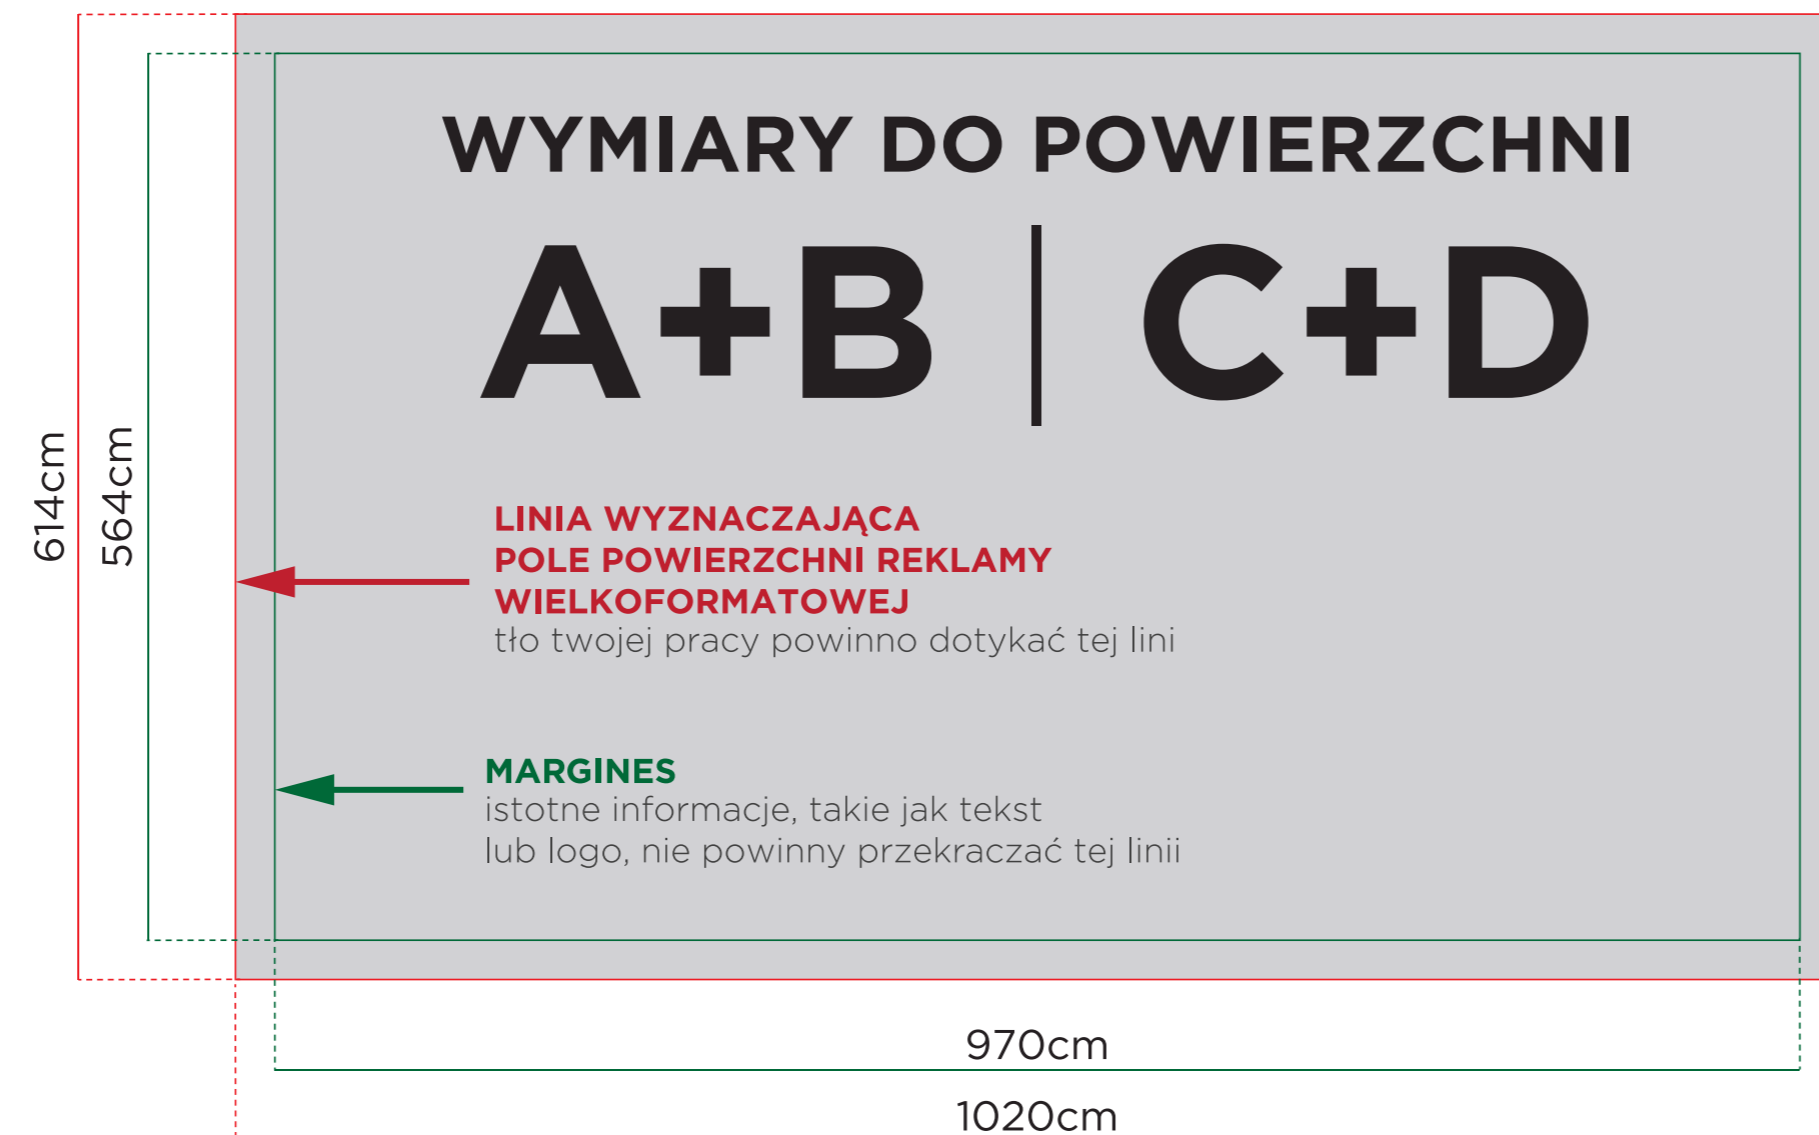 WYMIARY DO POWIERZCHNI
A+B | C+D
614cm
564cm
LINIA WYZNACZAJĄCA
POLE POWIERZCHNI REKLAMY
WIELKOFORMATOWEJ
tło twojej pracy powinno dotykać tej lini
MARGINES
istotne informacje, takie jak tekst
lub logo, nie powinny przekraczać tej linii
970cm
1020cm